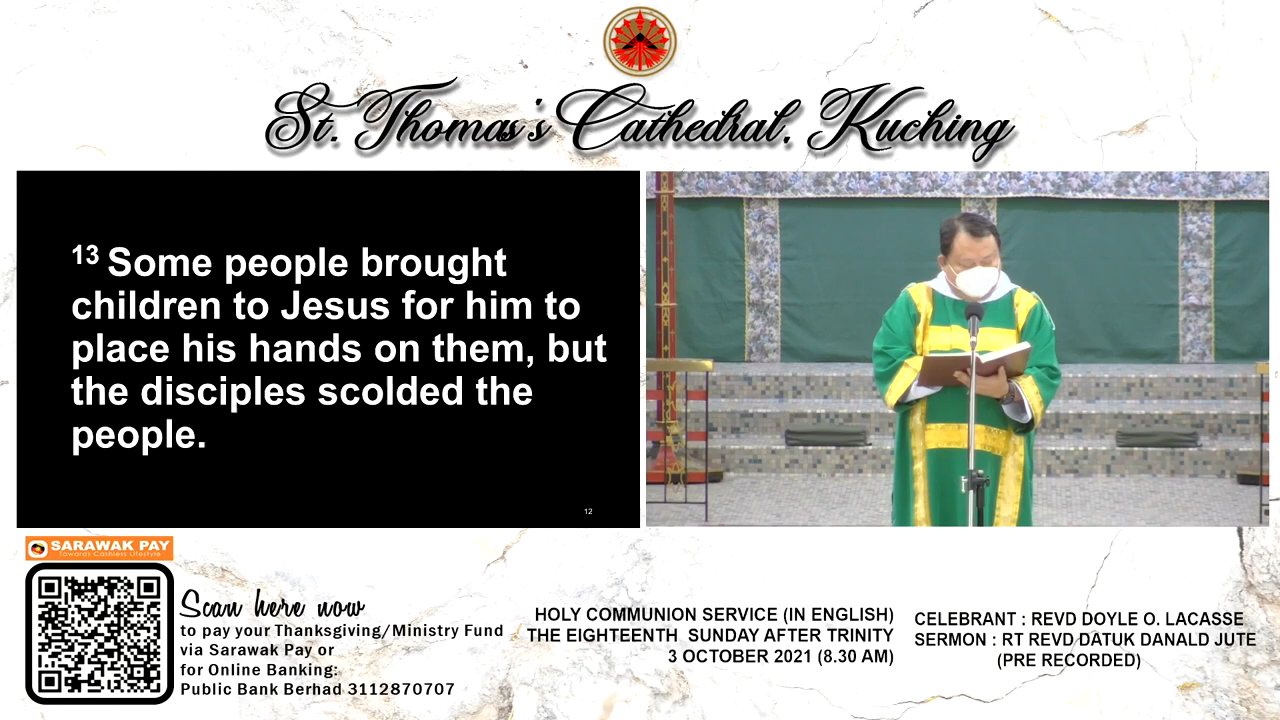 St. Thomas's Cathedral, Kuching
13 Some people brought
children to Jesus for him to
place his hands on them, but
the disciples scolded the
people.
12
SARAWAK PAY
Towards Cashless Lifestyle
Scan here now
to pay your Thanksgiving/Ministry Fund
via Sarawak Pay or
for Online Banking:
Public Bank Berhad 3112870707
HOLY COMMUNION SERVICE (IN ENGLISH)
THE EIGHTEENTH SUNDAY AFTER TRINITY
3 OCTOBER 2021 (8.30 AM)
CELEBRANT : REVD DOYLE O. LACASSE
SERMON : RT REVD DATUK DANALD JUTE
(PRE RECORDED)